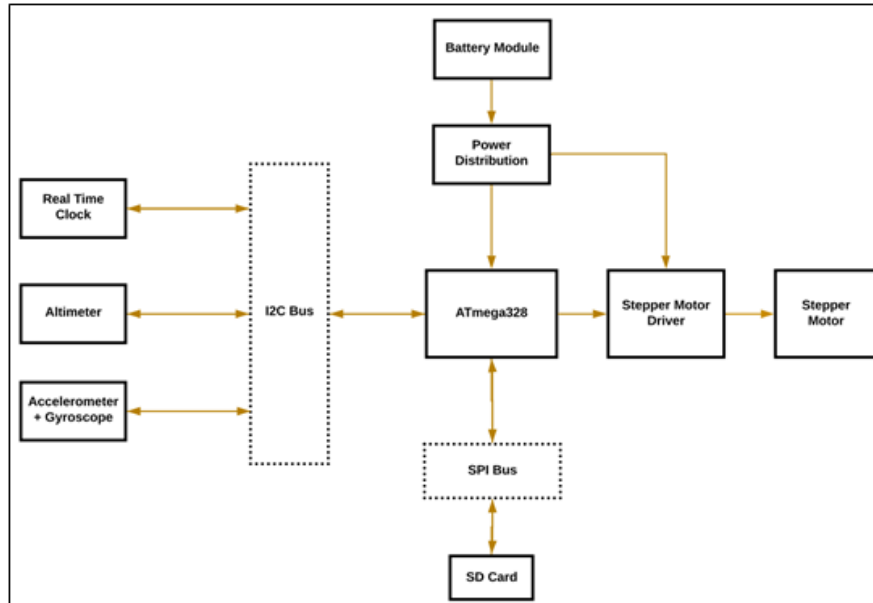 Battery Module
Power
Distribution
Real Time
Clock
Altimeter
Accelerometer
+ Gyroscope
I2C Bus
ATmega328
Stepper Motor
Driver
Stepper
Motor
SPI Bus
SD Card